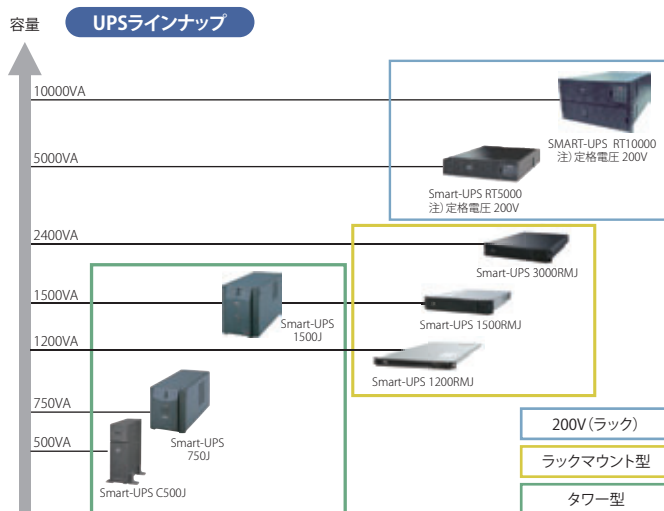 容量
UPSラインナップ
10000VA
SMART-UPS RT10000
注）定格電圧 200V
5000VA
Smart-UPS RT5000
注）定格電圧 200V
2400VA
Smart-UPS 3000RMJ
1500VA
Smart-UPS
1500J
Smart-UPS 1500RMJ
1200VA
Smart-UPS 1200RMJ
750VA
Smart-UPS
750J
500VA
Smart-UPS C500J
200V（ラック）
ラックマウント型
タワー型